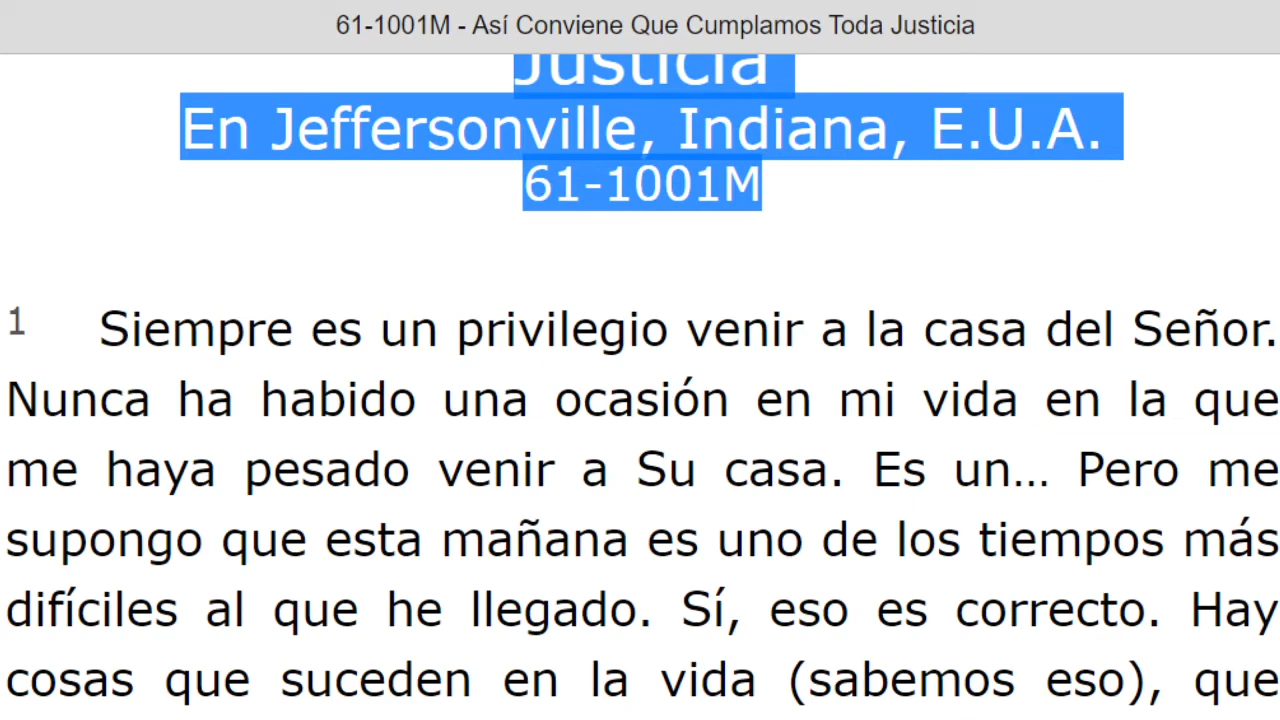 61-1001M - Así Conviene Que Cumplamos Toda Justicia
Justicia
En Jeffersonville, Indiana, E.U.A.
61-1001M
1 Siempre es un privilegio venir a la casa del Señor.
Nunca ha habido una ocasión en mi vida en la que
me haya pesado venir a Su casa. Es un… Pero me
supongo que esta mañana es uno de los tiempos más
difíciles al que he llegado. Sí, eso es correcto. Hay
cosas que suceden en la vida (sabemos eso), que